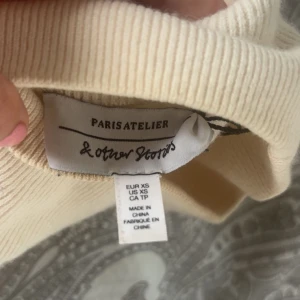 PARIS ATELIER
& other Stories
EUR XS
US XS
CA TP
MADE IN
CHINA
FABRIQUÉ EN
CHINE